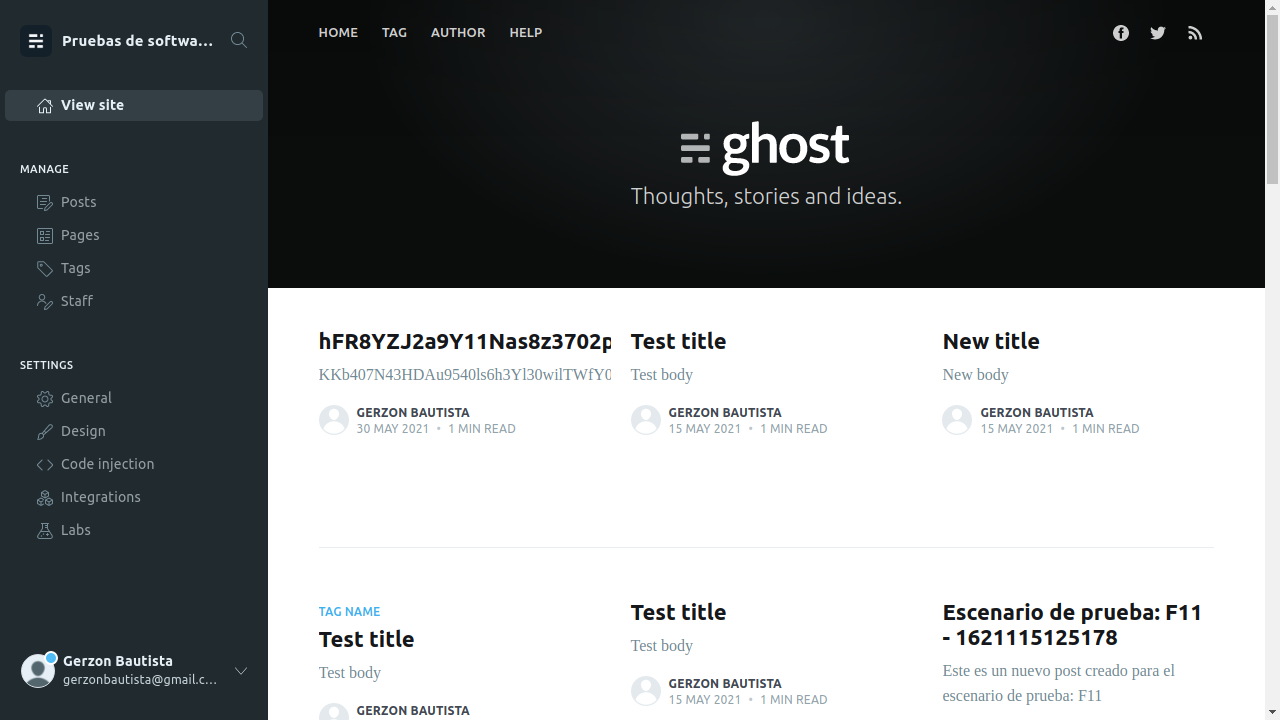 Pruebas de softwa...
View site
MANAGE
Posts
Pages
Tags
Staff
SETTINGS
General
Design
Code injection
Integrations
Labs
Gerzon Bautista
gerzonbautista@gmail.c...
HOME TAG AUTHOR HELP
ghost
Thoughts, stories and ideas.
hFR8YZJ2a9Y11Nas8z3702p
KKb407N43HDAu9540ls6h3Yl30wilTWfY0
GERZON BAUTISTA
30 MAY 2021 • 1 MIN READ
Test title
Test body
GERZON BAUTISTA
15 MAY 2021 • 1 MIN READ
New title
New body
GERZON BAUTISTA
15 MAY 2021 • 1 MIN READ
TAG NAME
Test title
Test body
GERZON BAUTISTA
Test title
Test body
GERZON BAUTISTA
15 MAY 2021 • 1 MIN READ
Escenario de prueba: F11
- 1621115125178
Este es un nuevo post creado para el
escenario de prueba: F11